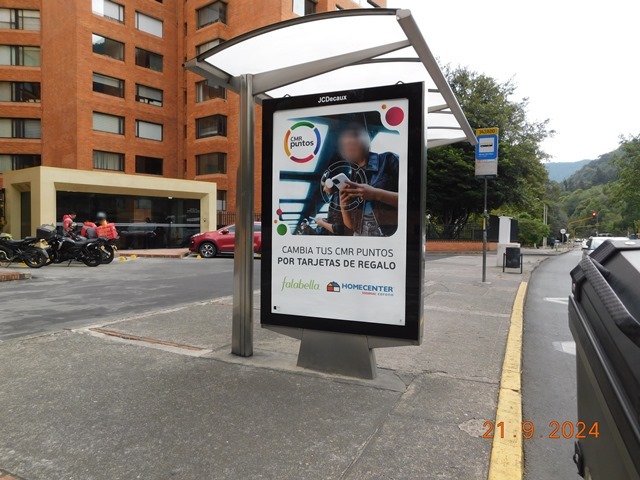 JCDecaux
CMR
puntos
CAMBIA TUS CMR PUNTOS
POR TARJETAS DE REGALO
falabella
HOMECENTER
21.9.2024